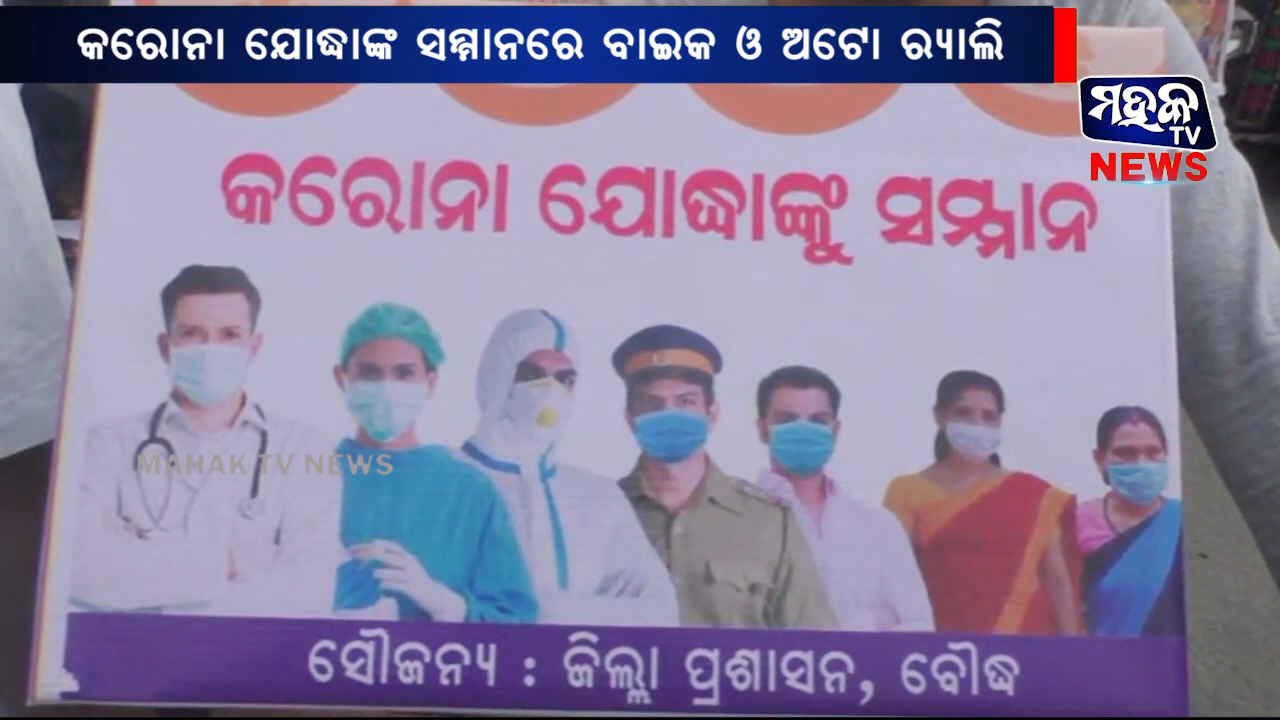 କରୋନା ଯୋଦ୍ଧାଙ୍କ ସମ୍ମାନରେ ବାଇକ ଓ ଅଟୋ ର‍୍ୟାଲି
ମହକ
TV
NEWS
କରୋନା ଯୋଦ୍ଧାଙ୍କୁ ସମ୍ମାନ
MAHAK TV NEWS
ସୌଜନ୍ୟ : ଜିଲ୍ଲା ପ୍ରଶାସନ, ବୌଦ୍ଧ